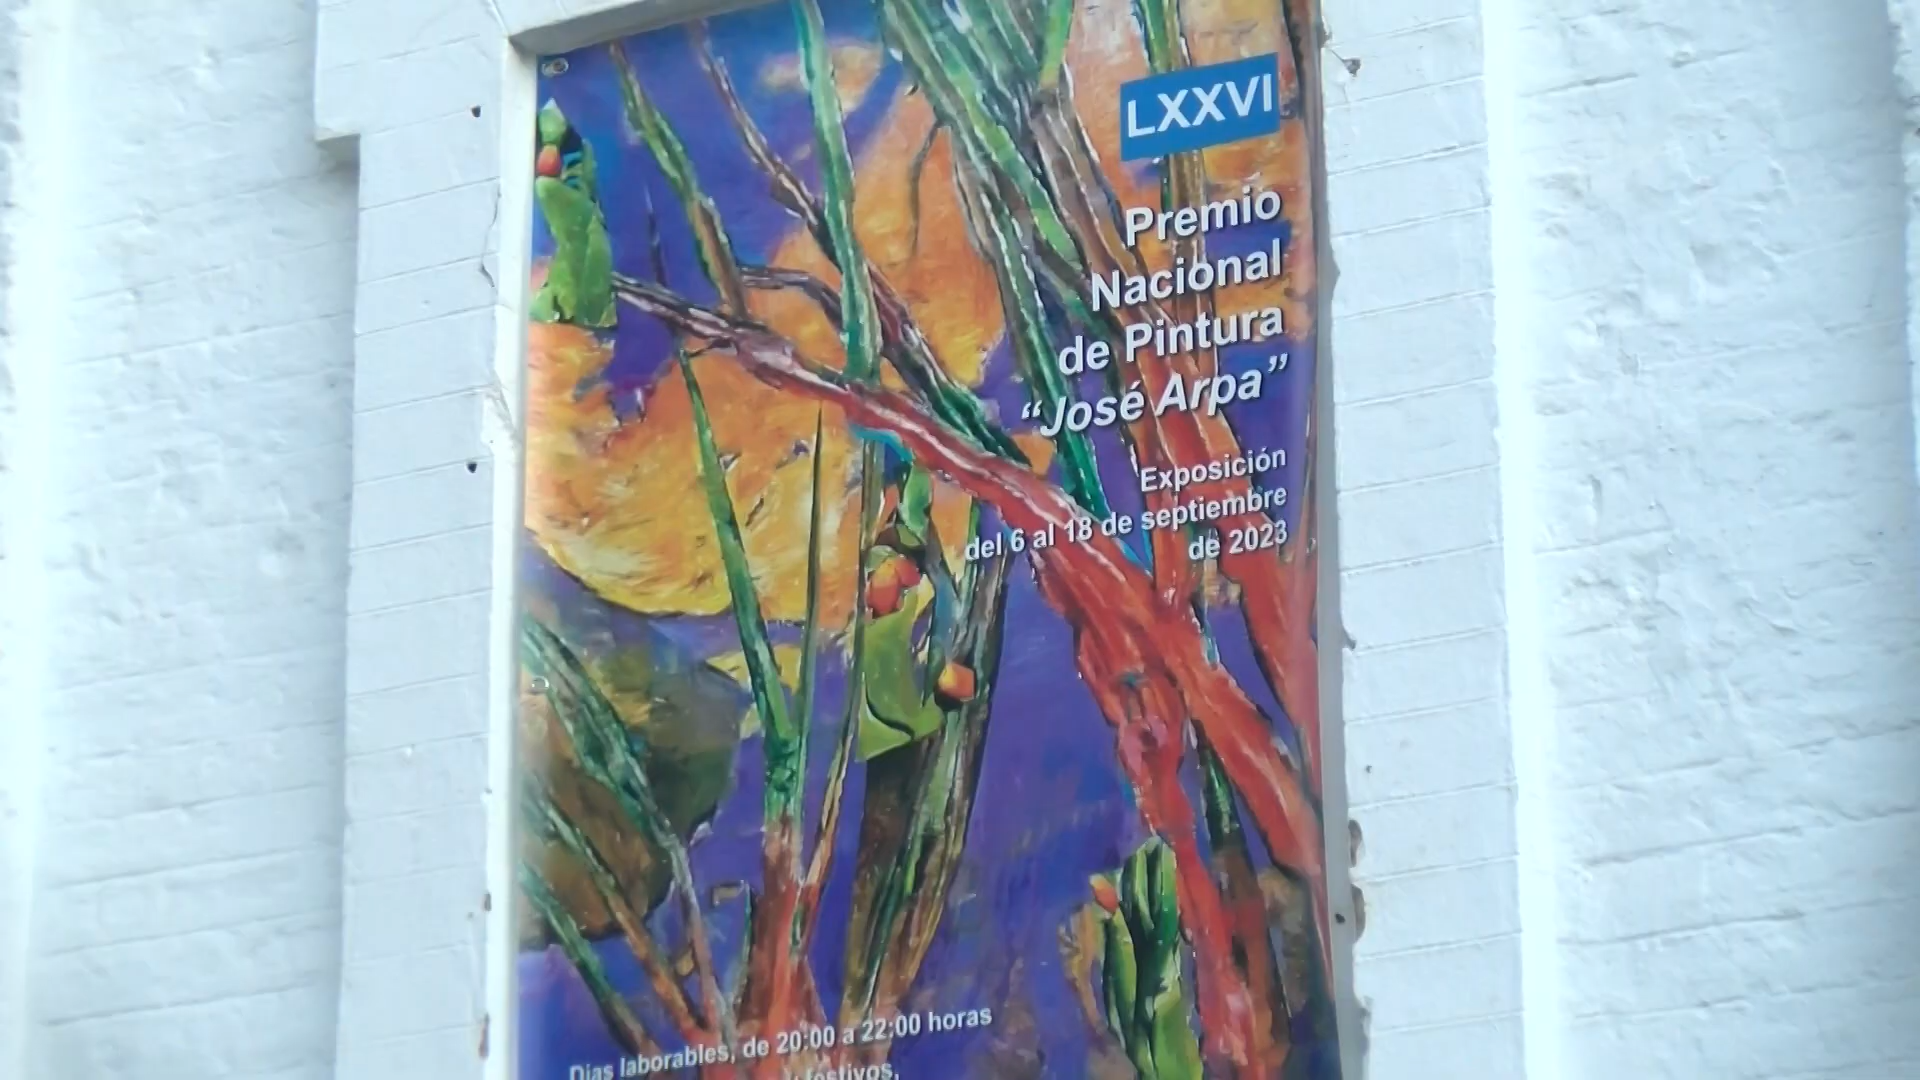 LXXVI
Premio
Nacional
de Pintura
“José Arpa”
Exposición
del 6 al 18 de septiembre
de 2023
Dias laborables, de 20:00 a 22:00 horas
y festivos,